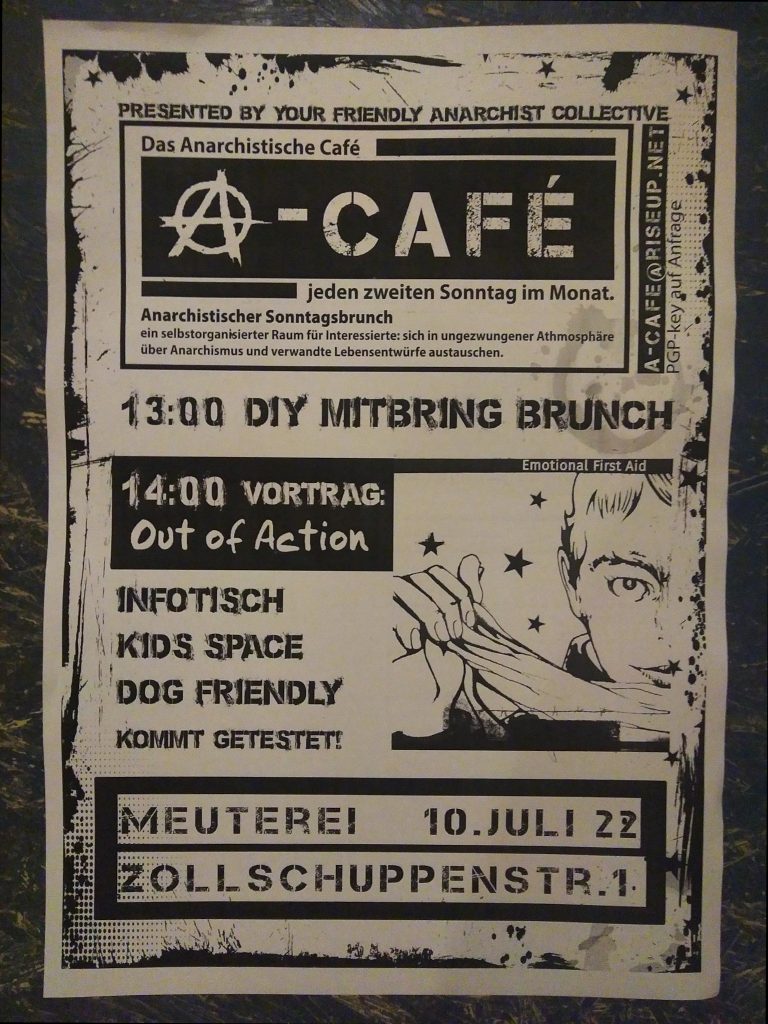 PRESENTED BY YOUR FRIENDLY ANARCHIST COLLECTIVE
Das Anarchistische Café
A-CAFÉ
jeden zweiten Sonntag im Monat.
Anarchistischer Sonntagsbrunch
ein selbstorganisierter Raum für Interessierte: sich in ungezwungener Athmosphäre
über Anarchismus und verwandte Lebensentwürfe austauschen.
A-CAFE@RISEUP.NET
PGP-key auf Anfrage
13:00 DIY MITBRING BRUNCH
14:00 VORTRAG:
Out of Action
Emotional First Aid
INFOTISCH
KIDS SPACE
DOG FRIENDLY
KOMMT GETESTET!
MEUTEREI 10.JULI 22
ZOLLSCHUPPENSTR.1